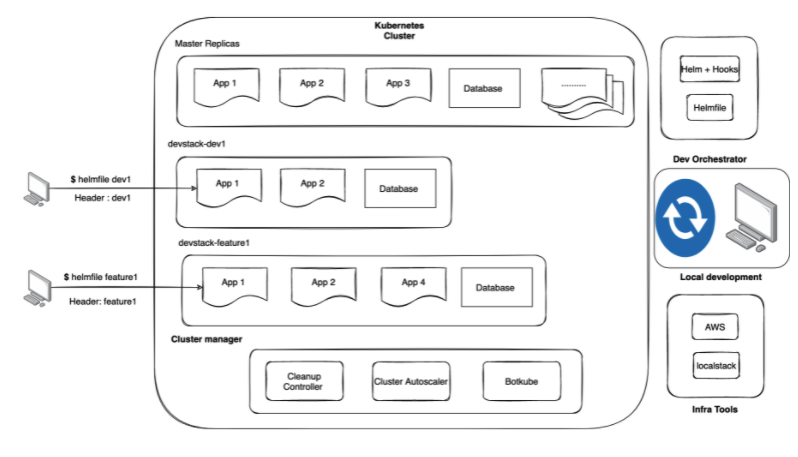 Kubernetes
Cluster
Master Replicas
App 1
App 2
App 3
Database
...........
devstack-dev1
$ helmfile dev1
Header : dev1
App 1
App 2
Database
devstack-feature1
$ helmfile feature1
Header: feature1
App 1
App 2
App 4
Database
Cluster manager
Cleanup
Controller
Cluster Autoscaler
Botkube
Helm + Hooks
Helmfile
Dev Orchestrator
Local development
AWS
localstack
Infra Tools